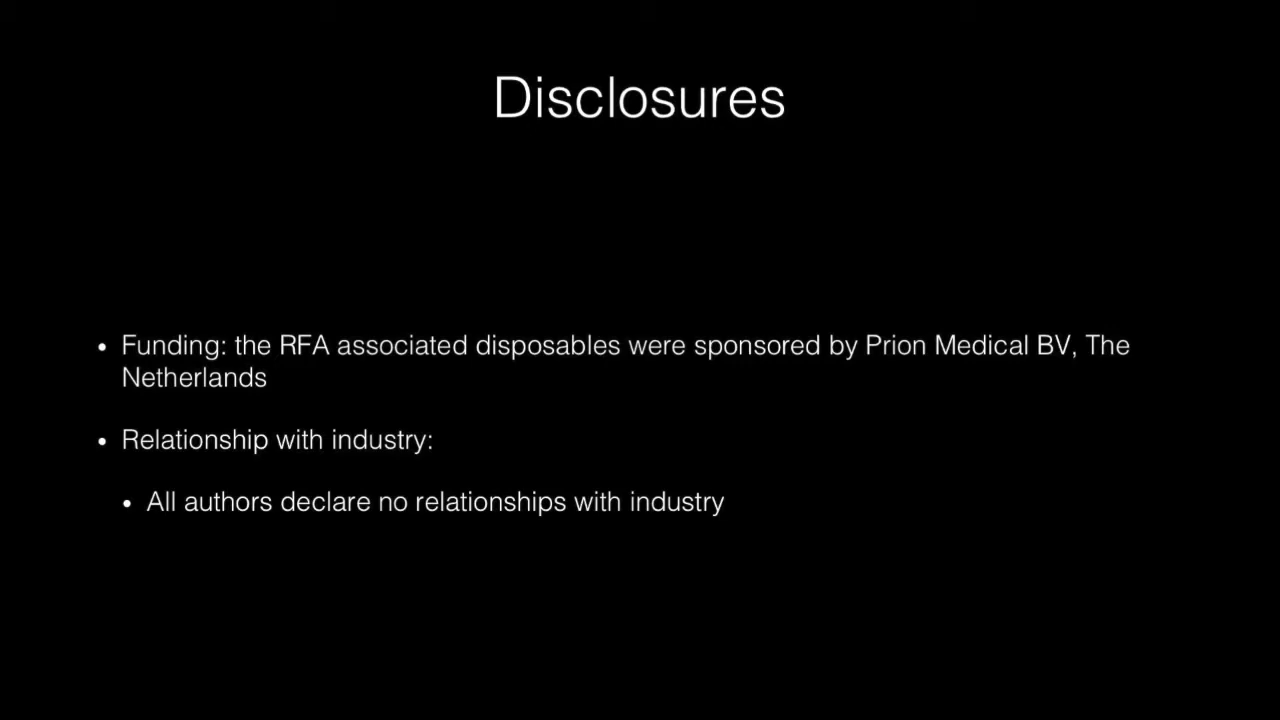 Disclosures
• Funding: the RFA associated disposables were sponsored by Prion Medical BV, The
Netherlands
• Relationship with industry:
• All authors declare no relationships with industry